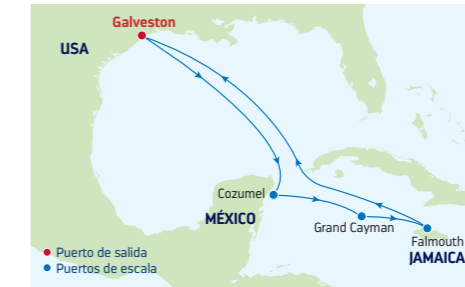 Galveston
USA
Cozumel
MÉXICO
Grand Cayman
Falmouth
JAMAICA
Puerto de salida
Puertos de escala